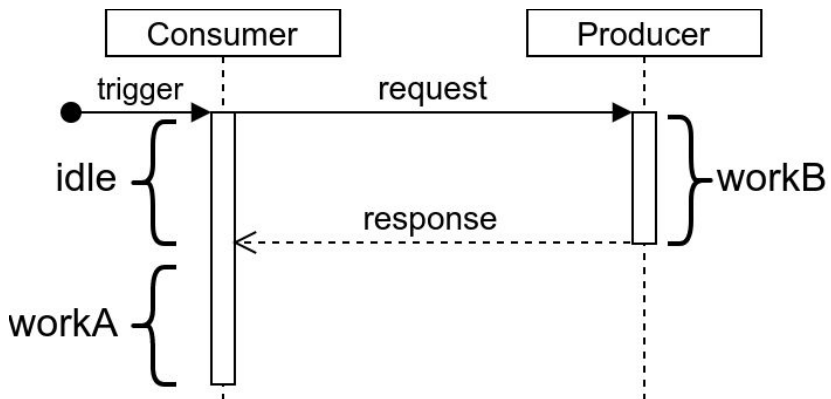 Consumer
Producer
trigger
request
idle
workB
response
workA